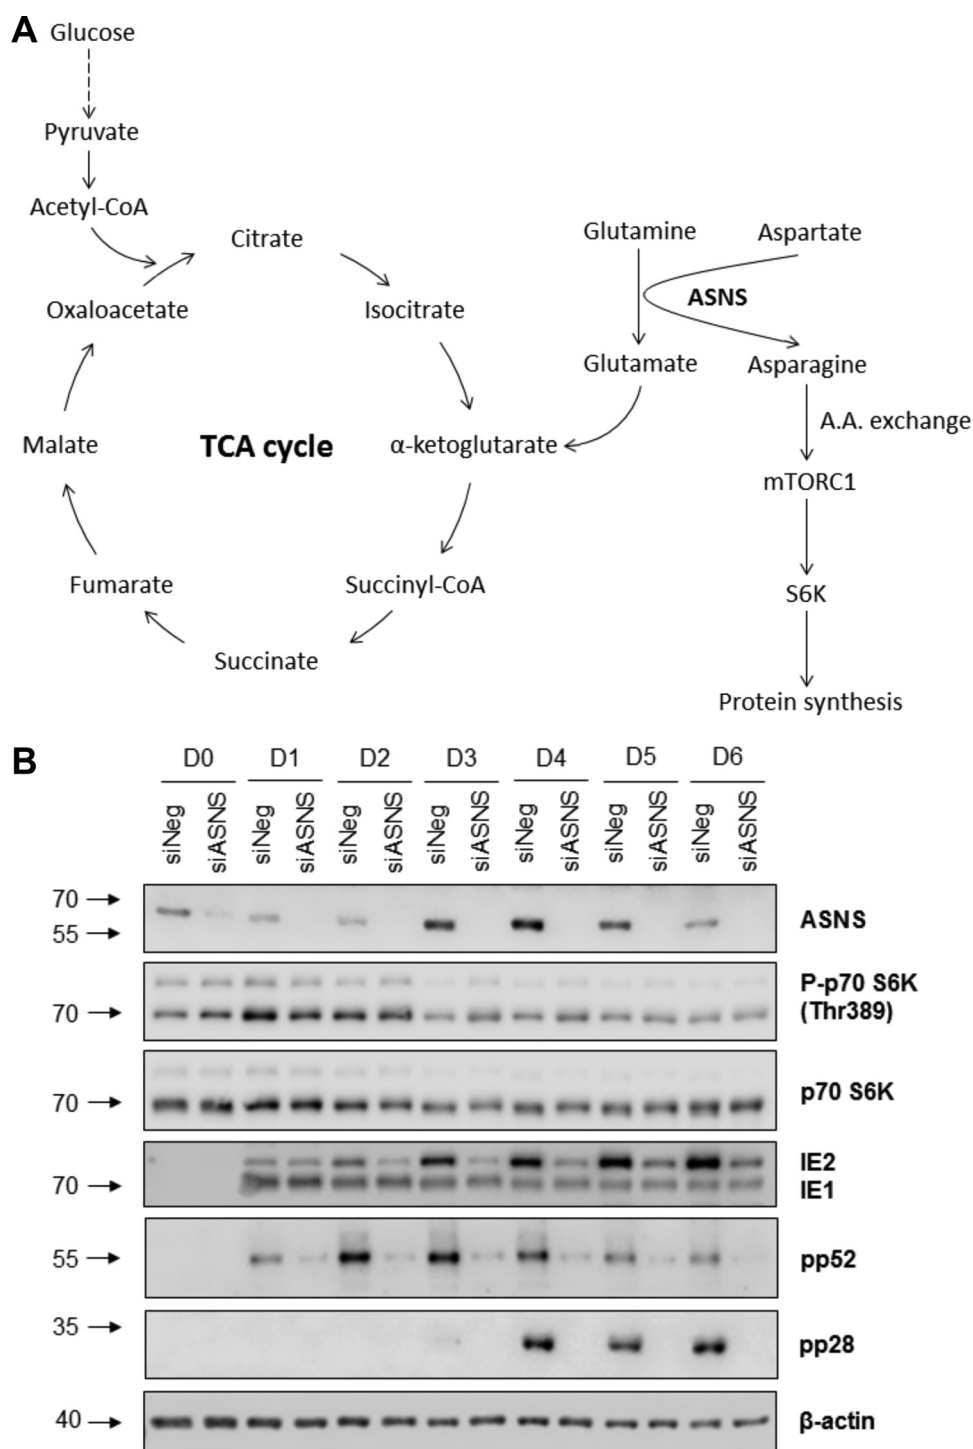 A
Glucose
Pyruvate
Acetyl-CoA
Citrate
Glutamine
Aspartate
Oxaloacetate
Isocitrate
ASNS
Glutamate
Asparagine
A.A. exchange
Malate
TCA cycle
α-ketoglutarate
mTORC1
Fumarate
Succinyl-CoA
S6K
Succinate
Protein synthesis
B
D0 D1 D2 D3 D4 D5 D6
siNeg siASNS siNeg siASNS siNeg siASNS siNeg siASNS siNeg siASNS siNeg siASNS siNeg siASNS
70
55
ASNS
70
P-p70 S6K
(Thr389)
70
p70 S6K
70
IE2
IE1
55
pp52
35
pp28
40
β-actin